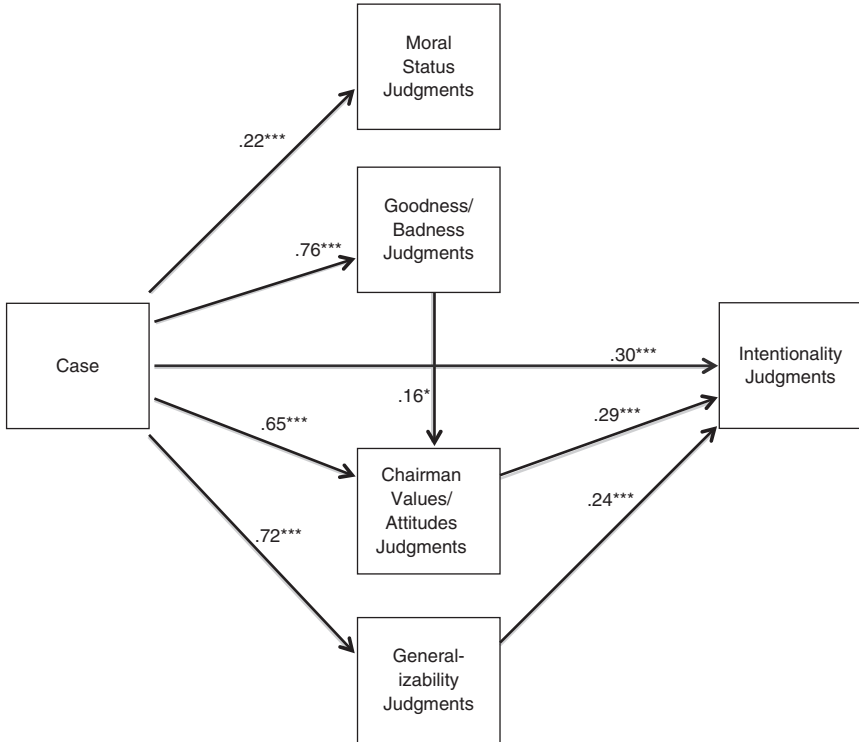 Moral
Status
Judgments
.22***
Goodness/
Badness
Judgments
.76***
Case
.30***
Intentionality
Judgments
.16*
.65***
.29***
Chairman
Values/
Attitudes
Judgments
.24***
.72***
General-
izability
Judgments